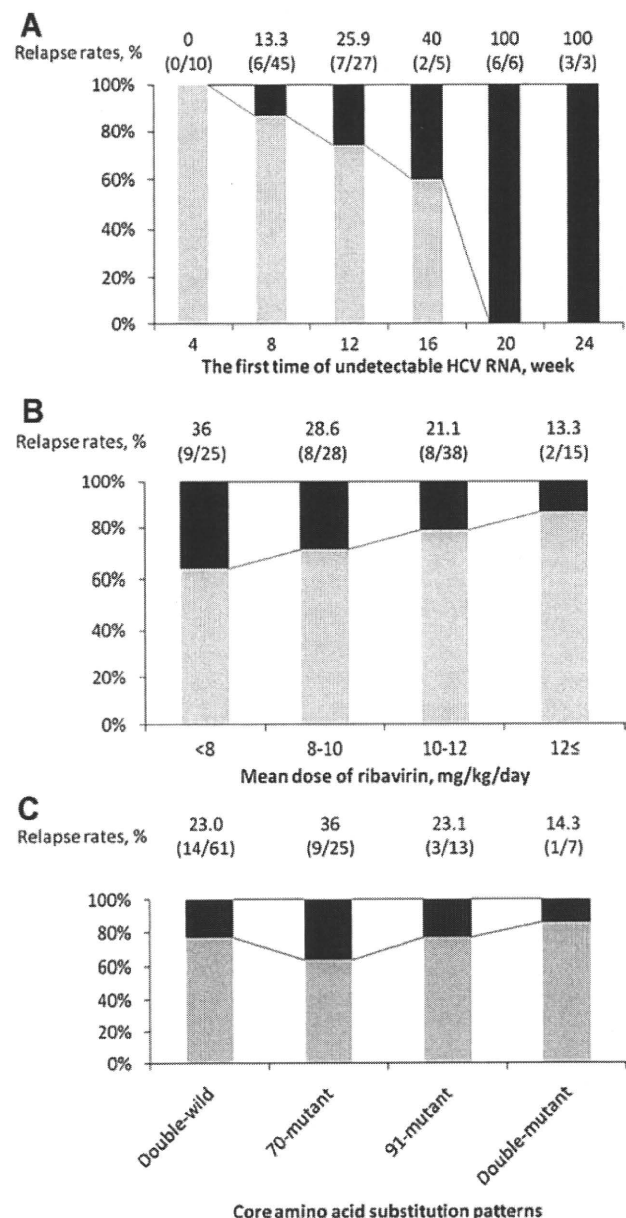 A
Relapse rates, %
0 13.3 25.9 40 100 100
(0/10) (6/45) (7/27) (2/5) (6/6) (3/3)
100%
80%
60%
40%
20%
0%
4 8 12 16 20 24
The first time of undetectable HCV RNA, week
B
Relapse rates, %
36 28.6 21.1 13.3
(9/25) (8/28) (8/38) (2/15)
100%
80%
60%
40%
20%
0%
<8 8-10 10-12 12≤
Mean dose of ribavirin, mg/kg/day
C
Relapse rates, %
23.0 36 23.1 14.3
(14/61) (9/25) (3/13) (1/7)
100%
80%
60%
40%
20%
0%
Double-wild 70-mutant 91-mutant Double-mutant
Core amino acid substitution patterns